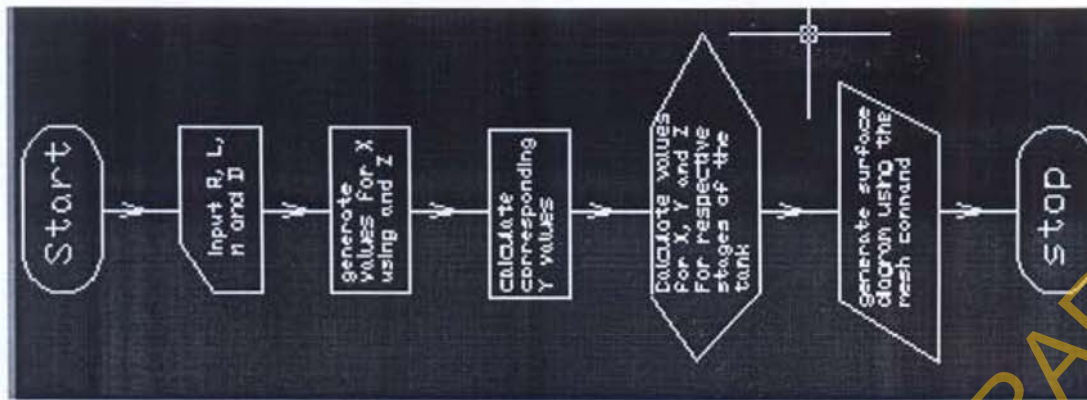 Start
Input R, L,
M and D
generate
values for X
using and Z
calculate
corresponding
Y values
Calculate values
for X, Y and Z
for respective
stages of the
tank
generate surface
diagram using the
mesh command
stop